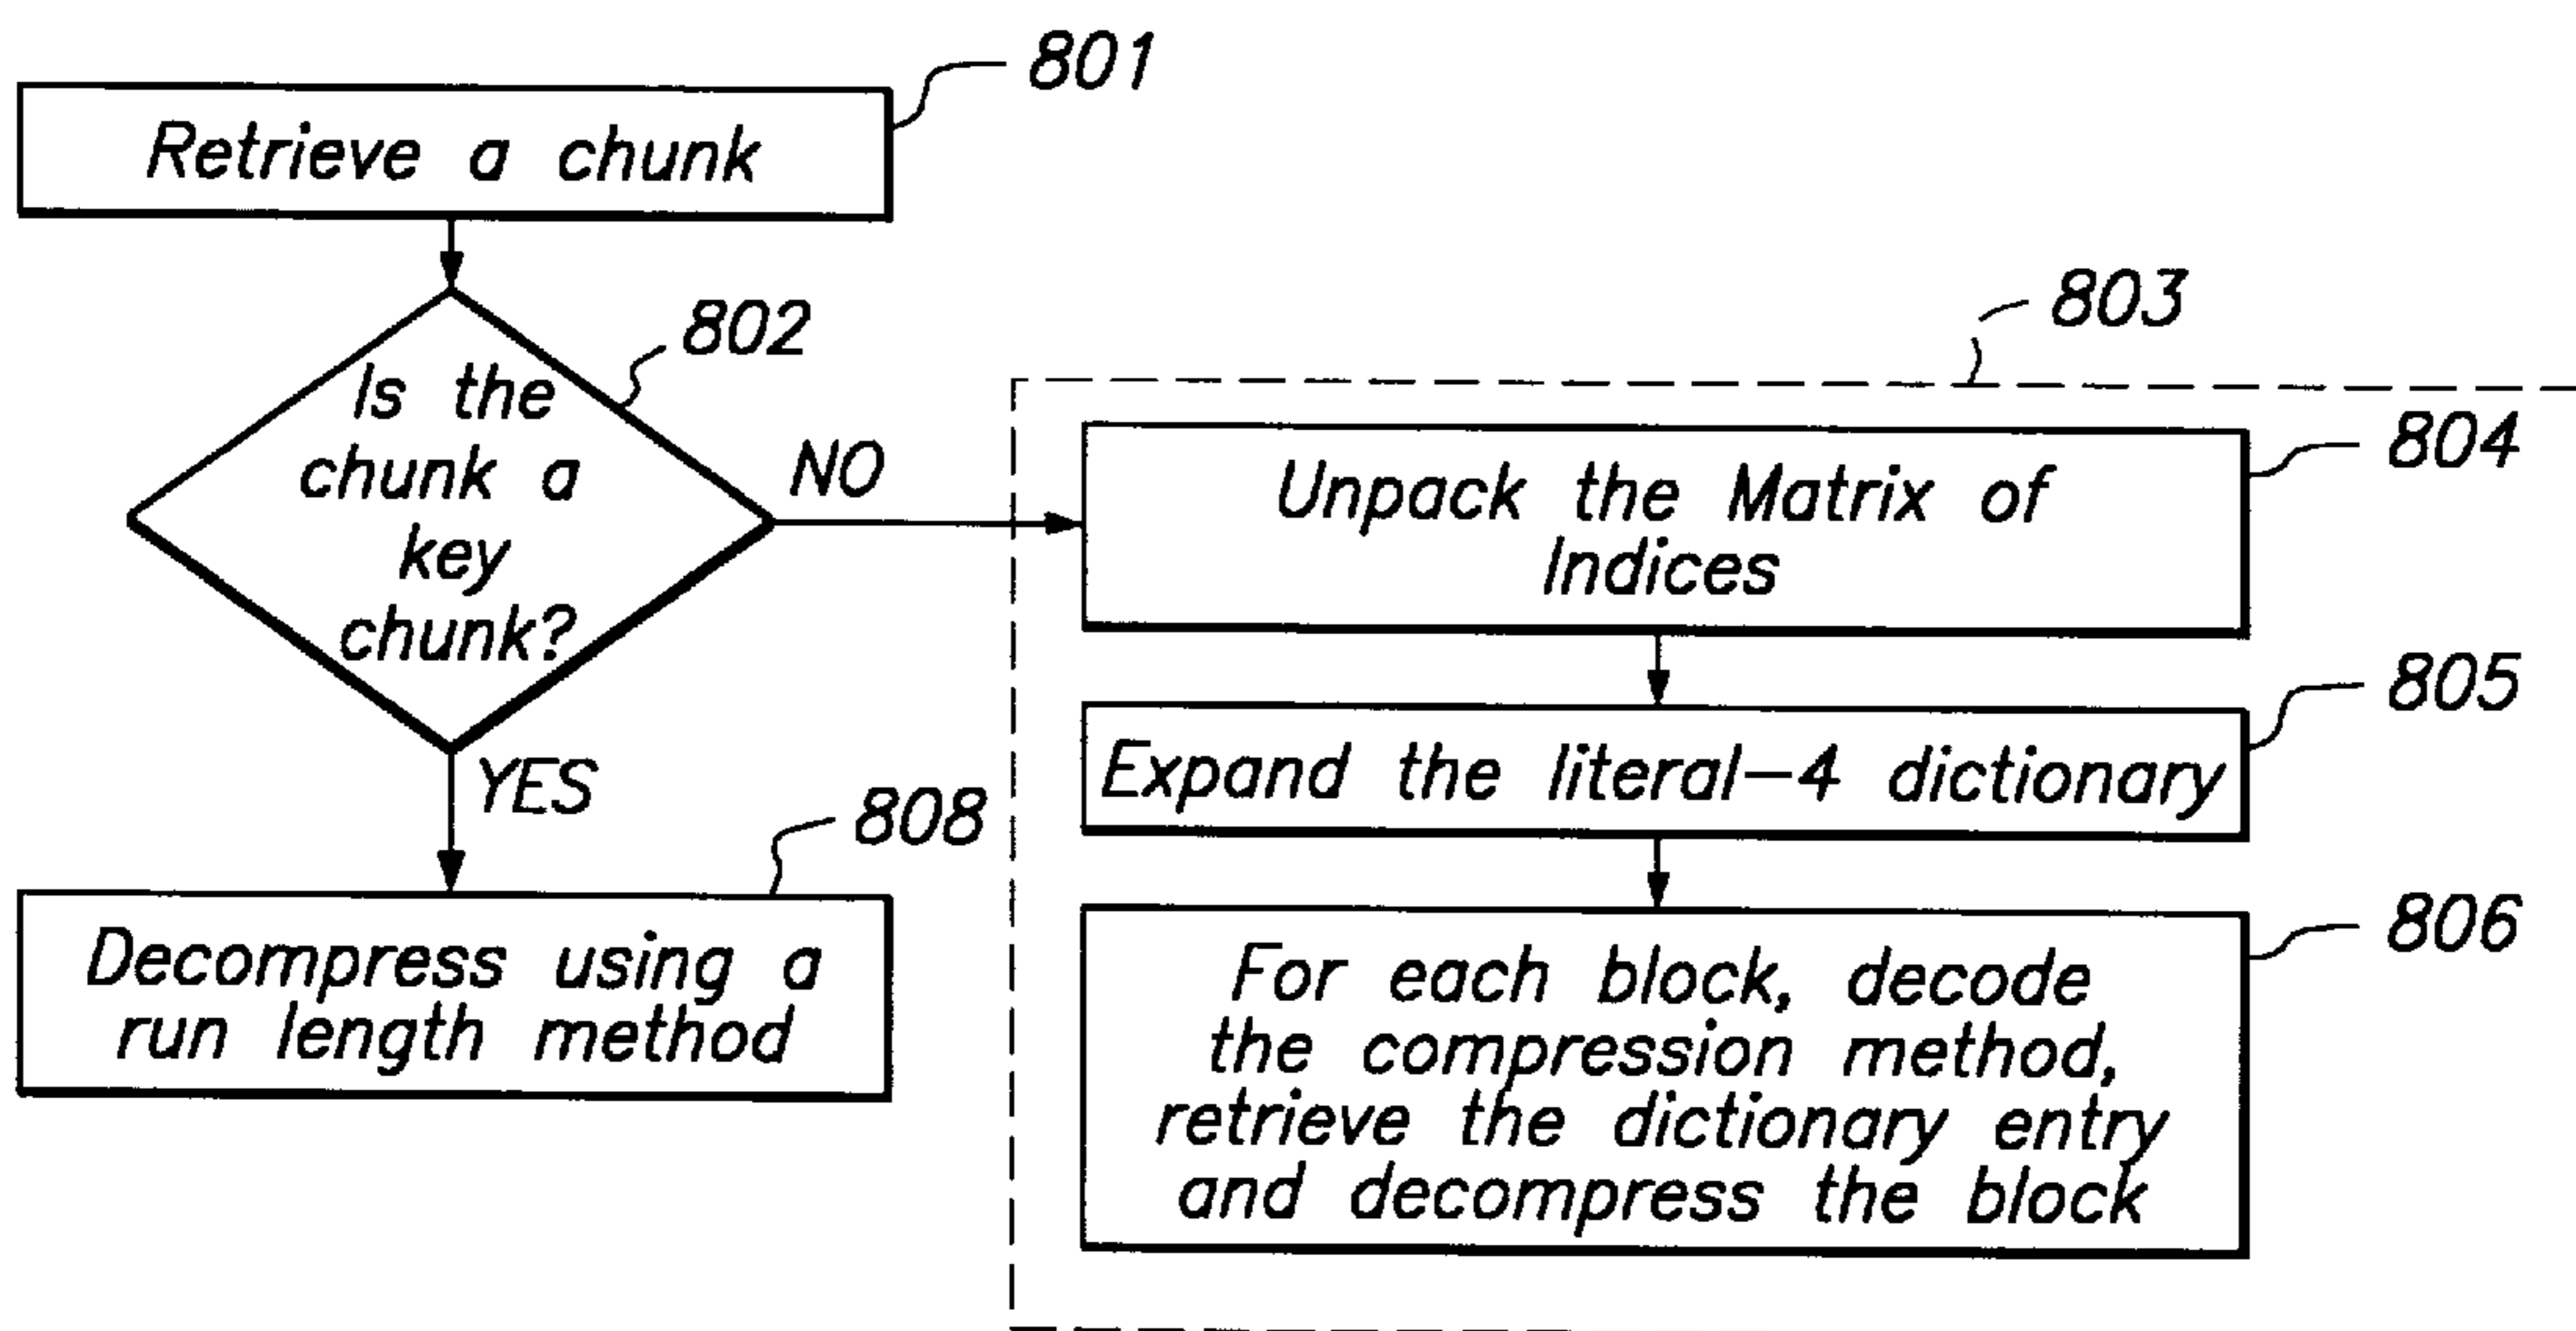 801
Retrieve a chunk
802
Is the
chunk a
key
chunk?
NO
YES
808
Decompress using a
run length method
803
804
Unpack the Matrix of
Indices
805
Expand the literal-4 dictionary
806
For each block, decode
the compression method,
retrieve the dictionary entry
and decompress the block